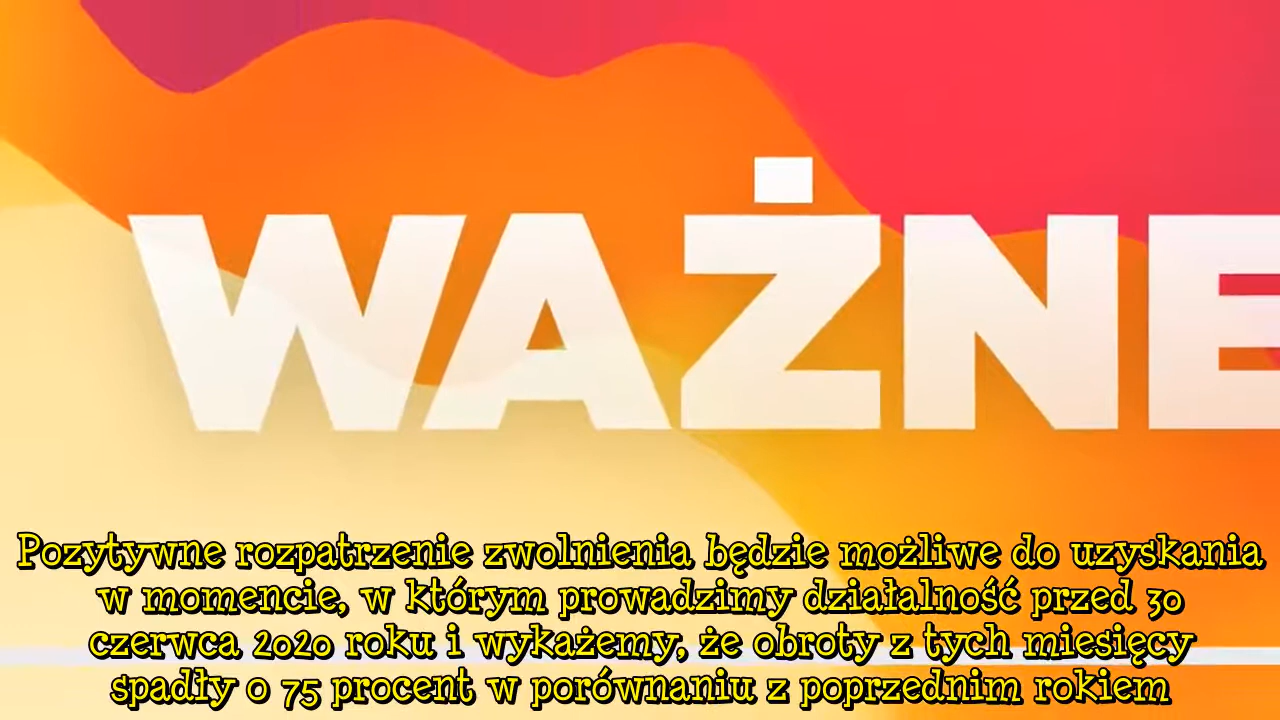 WAŻNE
Pozytywne rozpatrzenie zwolnienia będzie możliwe do uzyskania
w momencie, w którym prowadzimy działalność przed 30
czerwca 2020 roku i wykażemy, że obroty z tych miesięcy
spadły o 75 procent w porównaniu z poprzednim rokiem